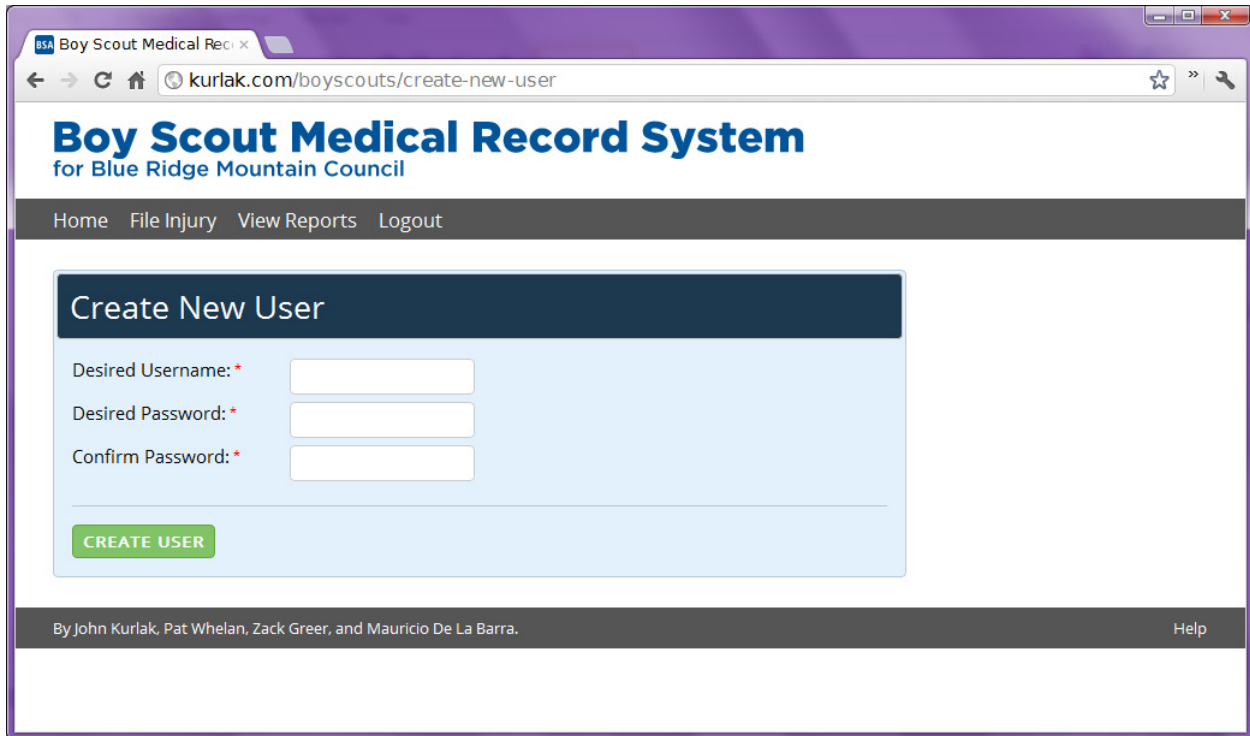 BSA Boy Scout Medical Rec
kurlak.com/boyscouts/create-new-user
Boy Scout Medical Record System
for Blue Ridge Mountain Council
Home File Injury View Reports Logout
Create New User
Desired Username: *
Desired Password: *
Confirm Password: *
CREATE USER
By John Kurlak, Pat Whelan, Zack Greer, and Mauricio De La Barra. Help